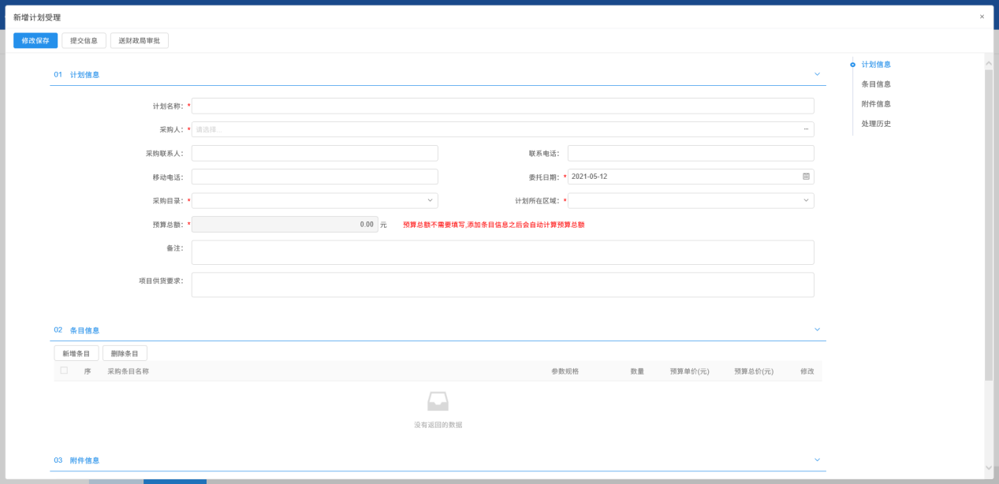 新增计划受理 ×
修改保存 提交信息 送财政局审批
01 计划信息
计划名称: *
采购人: * 请选择... ...
采购联系人: 联系电话:
移动电话: 委托日期: * 2021-05-12
采购目录: * 计划所在区域: *
预算总额: * 0.00 元 预算总额不需要填写,添加条目信息之后会自动计算预算总额
备注:
项目供货要求:
02 条目信息
新增条目 删除条目
序 采购条目名称 参数规格 数量 预算单价(元) 预算总价(元) 修改
没有返回的数据
03 附件信息
计划信息
条目信息
附件信息
处理历史